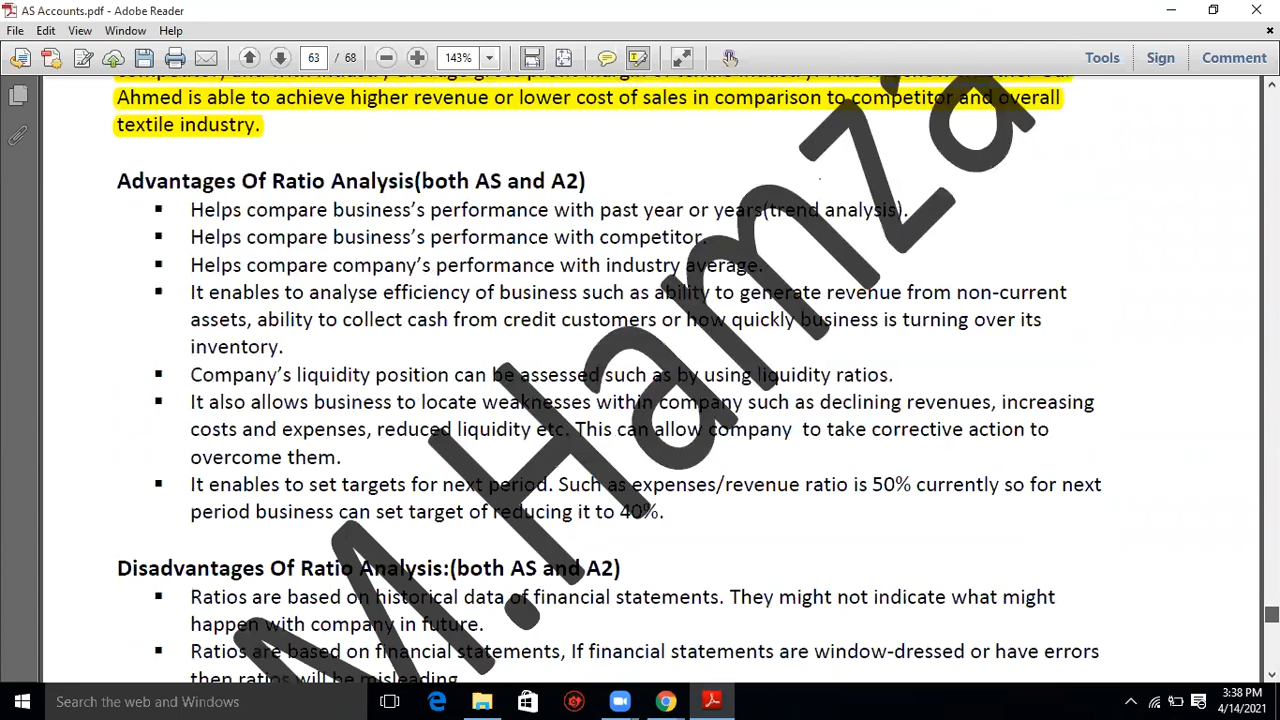 AS Accounts.pdf - Adobe Reader
File Edit View Window Help
63 / 68 143% Tools Sign Comment
Ahmed is able to achieve higher revenue or lower cost of sales in comparison to competitor and overall
textile industry.
Advantages Of Ratio Analysis(both AS and A2)
▪ Helps compare business’s performance with past year or years(trend analysis).
▪ Helps compare business’s performance with competitor.
▪ Helps compare company’s performance with industry average.
▪ It enables to analyse efficiency of business such as ability to generate revenue from non-current
assets, ability to collect cash from credit customers or how quickly business is turning over its
inventory.
▪ Company’s liquidity position can be assessed such as by using liquidity ratios.
▪ It also allows business to locate weaknesses within company such as declining revenues, increasing
costs and expenses, reduced liquidity etc. This can allow company to take corrective action to
overcome them.
▪ It enables to set targets for next period. Such as expenses/revenue ratio is 50% currently so for next
period business can set target of reducing it to 40%.
Disadvantages Of Ratio Analysis:(both AS and A2)
▪ Ratios are based on historical data of financial statements. They might not indicate what might
happen with company in future.
▪ Ratios are based on financial statements, If financial statements are window-dressed or have errors
then ratios will be misleading
M.Hamza
Search the web and Windows
3:38 PM
4/14/2021